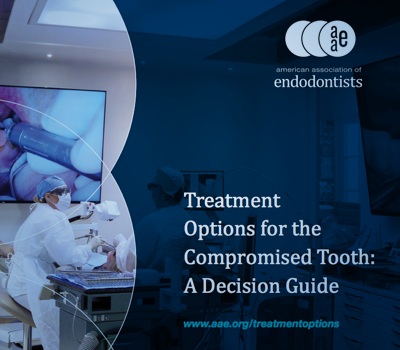 aae
american association of
endodontists
Treatment
Options for the
Compromised Tooth:
A Decision Guide
www.aae.org/treatmentoptions